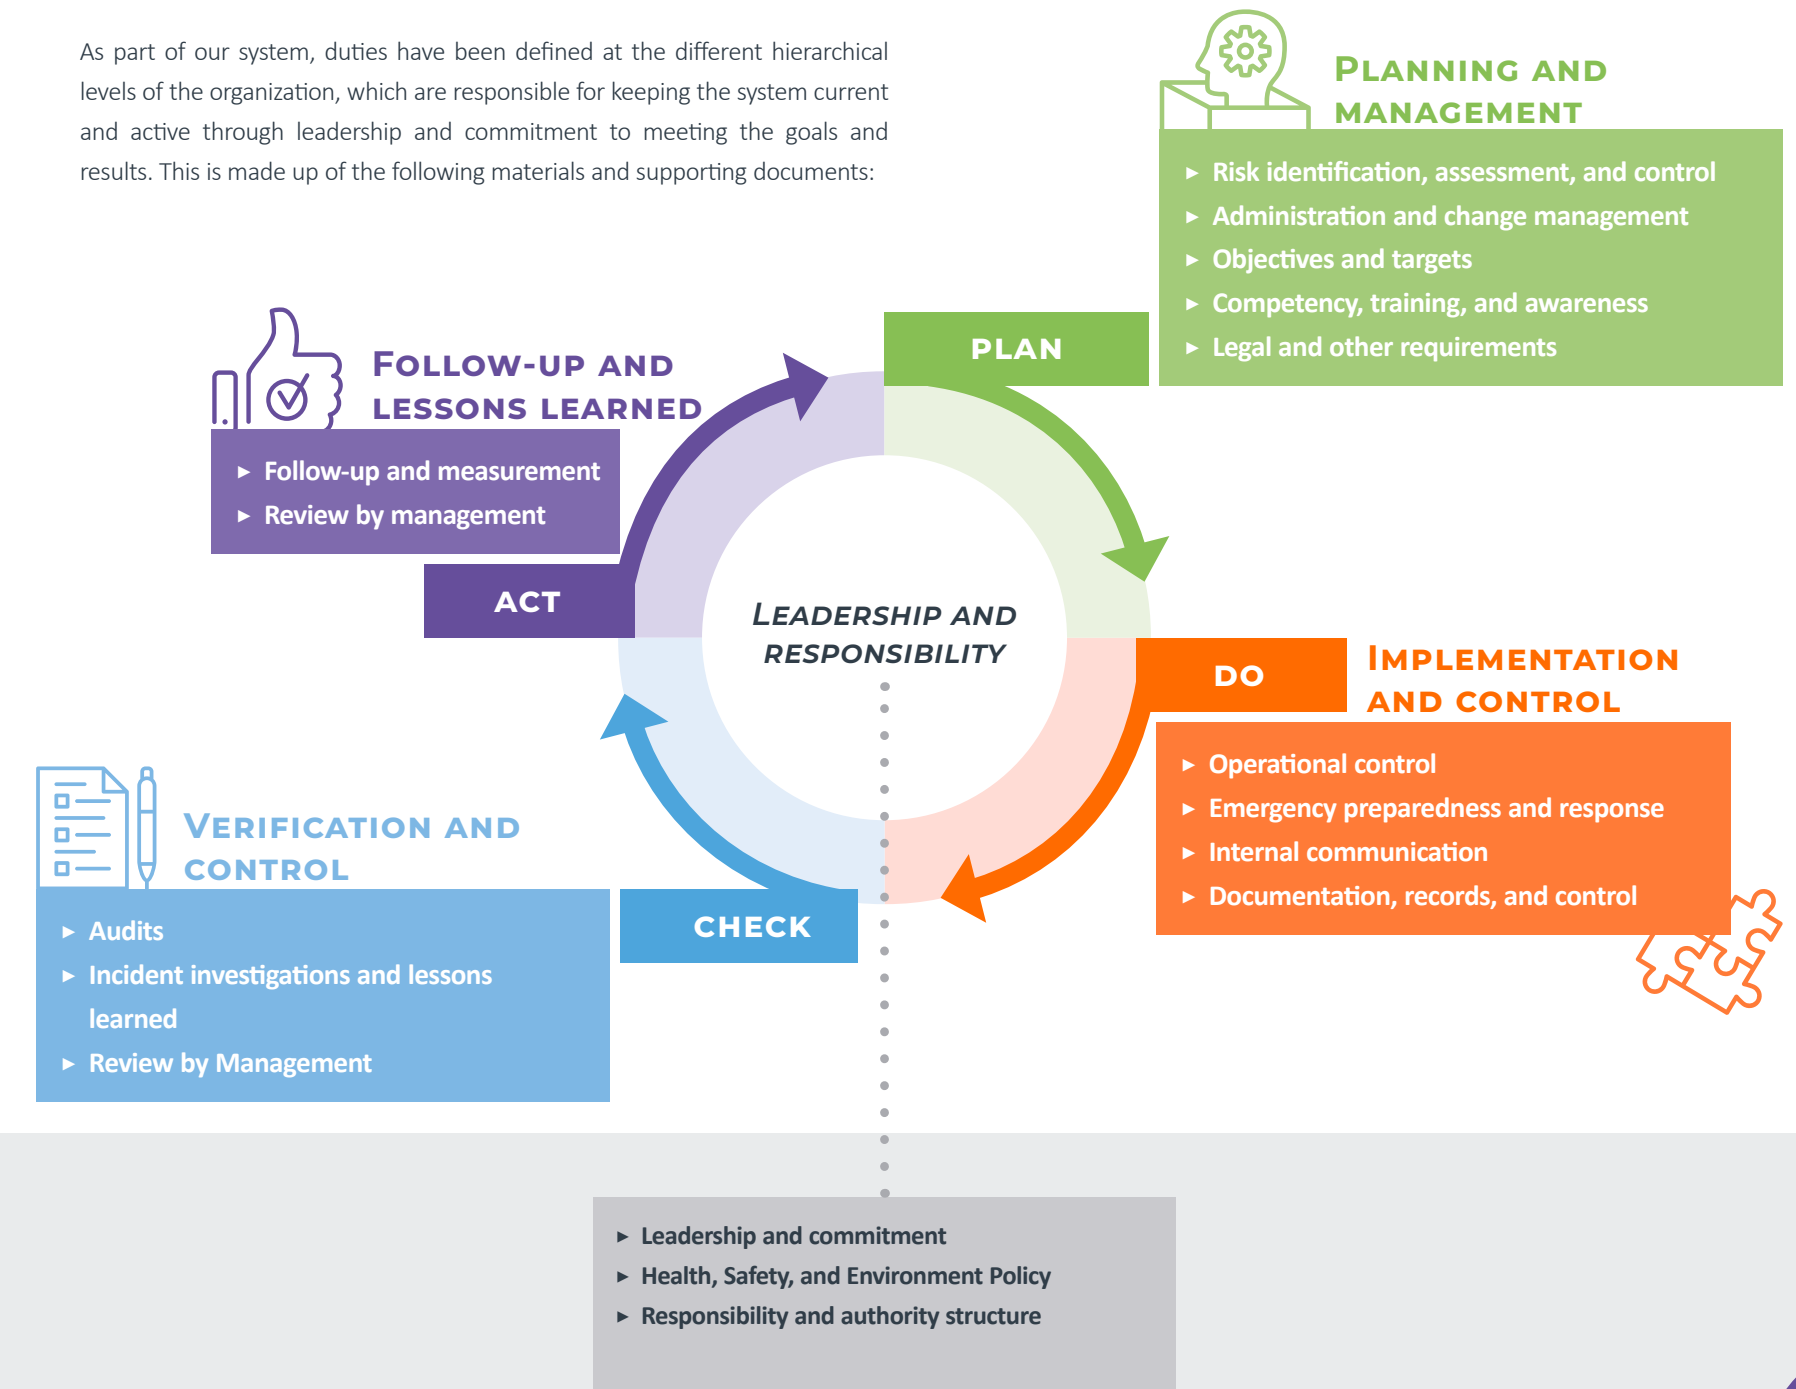 As part of our system, duties have been defined at the different hierarchical
levels of the organization, which are responsible for keeping the system current
and active through leadership and commitment to meeting the goals and
results. This is made up of the following materials and supporting documents:
PLANNING AND
MANAGEMENT
▸ Risk identification, assessment, and control
▸ Administration and change management
▸ Objectives and targets
▸ Competency, training, and awareness
▸ Legal and other requirements
PLAN
FOLLOW-UP AND
LESSONS LEARNED
▸ Follow-up and measurement
▸ Review by management
ACT
LEADERSHIP AND
RESPONSIBILITY
DO
IMPLEMENTATION
AND CONTROL
▸ Operational control
▸ Emergency preparedness and response
▸ Internal communication
▸ Documentation, records, and control
VERIFICATION AND
CONTROL
▸ Audits
▸ Incident investigations and lessons
learned
▸ Review by Management
CHECK
▸ Leadership and commitment
▸ Health, Safety, and Environment Policy
▸ Responsibility and authority structure